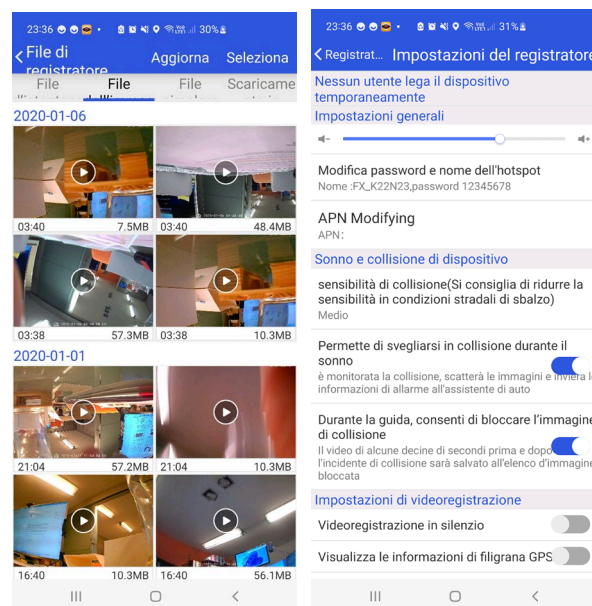 23:36
30%
File di
registratore
Aggiorna
Seleziona
File
File
File
Scaricame
2020-01-06
03:40 7.5MB
03:40 48.4MB
03:38 57.3MB
03:38 10.3MB
2020-01-01
21:04 57.2MB
21:04 10.3MB
16:40 10.3MB
16:40 56.1MB
23:36
31%
Registrat...
Impostazioni del registratore
Nessun utente lega il dispositivo
temporaneamente
Impostazioni generali
Modifica password e nome dell'hotspot
Nome :FX_K22N23,password 12345678
APN Modifying
APN:
Sonno e collisione di dispositivo
sensibilità di collisione(Si consiglia di ridurre la
sensibilità in condizioni stradali di sbalzo)
Medio
Permette di svegliarsi in collisione durante il
sonno
è monitorata la collisione, scatterà le immagini e invierà l
informazioni di allarme all'assistente di auto
Durante la guida, consenti di bloccare l'immagine
di collisione
Il video di alcune decine di secondi prima e dopo
l'incidente di collisione sarà salvato all'elenco d'immagine
bloccata
Impostazioni di videoregistrazione
Videoregistrazione in silenzio
Visualizza le informazioni di filigrana GPS